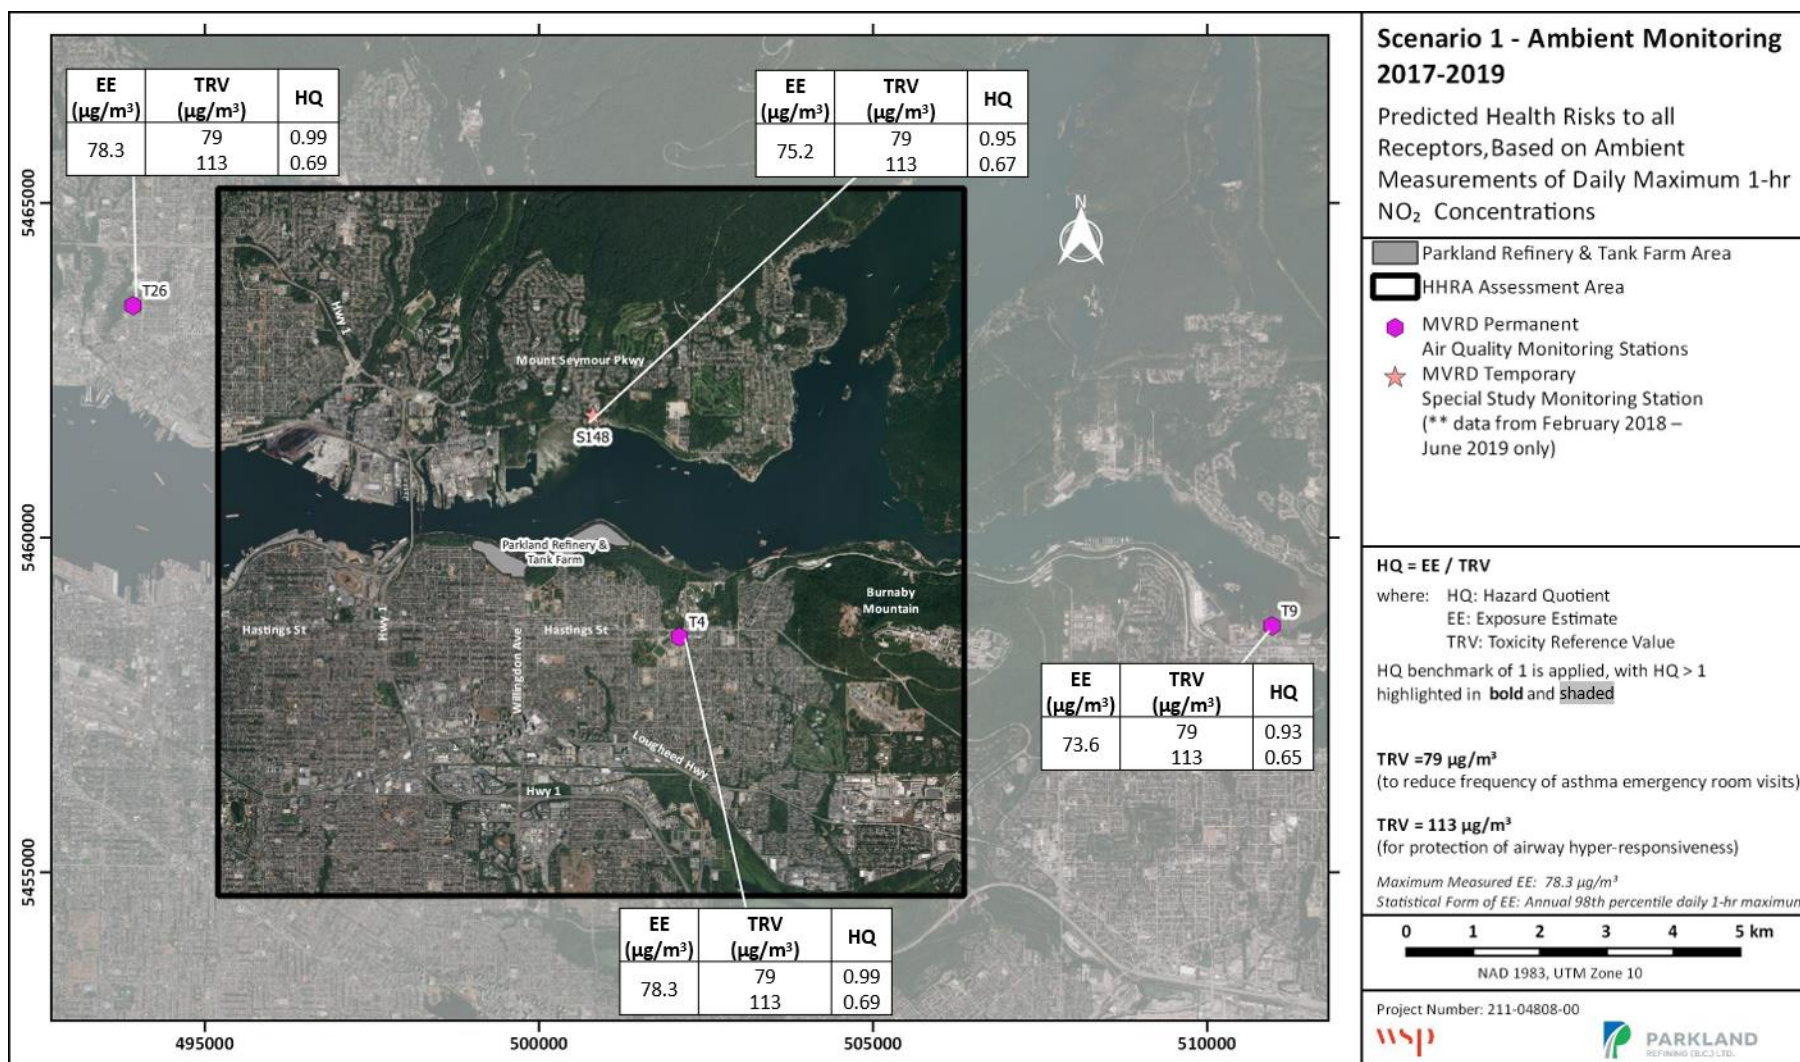 Scenario 1 - Ambient Monitoring
2017-2019
Predicted Health Risks to all
Receptors,Based on Ambient
Measurements of Daily Maximum 1-hr
NO₂ Concentrations
Parkland Refinery & Tank Farm Area
HHRA Assessment Area
MVRD Permanent
Air Quality Monitoring Stations
MVRD Temporary
Special Study Monitoring Station
(** data from February 2018 –
June 2019 only)
HQ = EE / TRV
where: HQ: Hazard Quotient
EE: Exposure Estimate
TRV: Toxicity Reference Value
HQ benchmark of 1 is applied, with HQ > 1
highlighted in bold and shaded
TRV =79 µg/m³
(to reduce frequency of asthma emergency room visits)
TRV = 113 µg/m³
(for protection of airway hyper-responsiveness)
Maximum Measured EE: 78.3 µg/m³
Statistical Form of EE: Annual 98th percentile daily 1-hr maximum
0 1 2 3 4 5 km
NAD 1983, UTM Zone 10
Project Number: 211-04808-00
wsp
PARKLAND
REFINING (B.C.) LTD.
EE (µg/m³) TRV (µg/m³) HQ
78.3 79 0.99
113 0.69
EE (µg/m³) TRV (µg/m³) HQ
75.2 79 0.95
113 0.67
N
T26
Hwy 1
Mount Seymour Pkwy
S148
Parkland Refinery &
Tank Farm
Burnaby
Mountain
T4
T9
Hastings St
Hwy 1
Hastings St
Willingdon Ave
Lougheed Hwy
Hwy 1
EE (µg/m³) TRV (µg/m³) HQ
73.6 79 0.93
113 0.65
EE (µg/m³) TRV (µg/m³) HQ
78.3 79 0.99
113 0.69
5465000
5460000
5455000
495000 500000 505000 510000